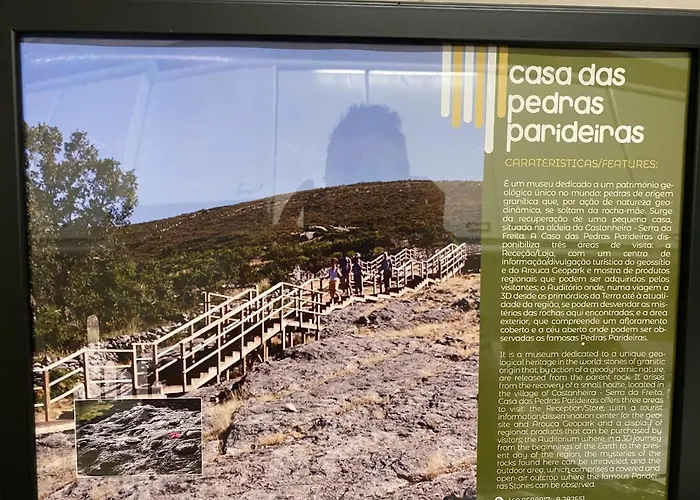 casa das
pedras
parideiras
CARATERISTICAS/FEATURES:
É um museu dedicado a um património ge-
ológico único no mundo: pedras de origem
granítica que, por ação de natureza geo-
dinâmica, se soltam da rocha-mãe. Surge
da recuperação de uma pequena casa,
situada na aldeia da Castanheira - Serra da
Freita. A Casa das Pedras Parideiras dis-
ponibiliza três áreas de visita: a
Receção/Loja, com um centro de
informação/divulgação turística do geossítio
e do Arouca Geopark e mostra de produtos
regionais que podem ser adquiridos pelos
visitantes; o Auditório onde, numa viagem a
3D desde os primórdios da Terra até à atuali-
dade da região, se podem desvendar os mis-
térios das rochas aqui encontradas; e a área
exterior, que compreende um afloramento
coberto e a céu aberto onde podem ser ob-
servadas as famosas Pedras Parideiras.
It is a museum dedicated to a unique geo-
logical heritage in the world: stones of granitic
origin that, by action of a geodynamic nature,
are released from the parent rock. It arises
from the recovery of a small house, located in
the village of Castanheira - Serra da Freita.
Casa das Pedras Parideiras offers three areas
to visit: the Reception/Store, with a tourist
information/dissemination center for the geo-
site and Arouca Geopark and a display of
regional products that can be purchased by
visitors; the Auditorium where, in a 3D journey
from the beginnings of the Earth to the pres-
ent day of the region, the mysteries of the
rocks found here can be unraveled; and the
outdoor area, which comprises a covered and
open-air outcrop where the famous Paridei-
ras Stones can be observed.